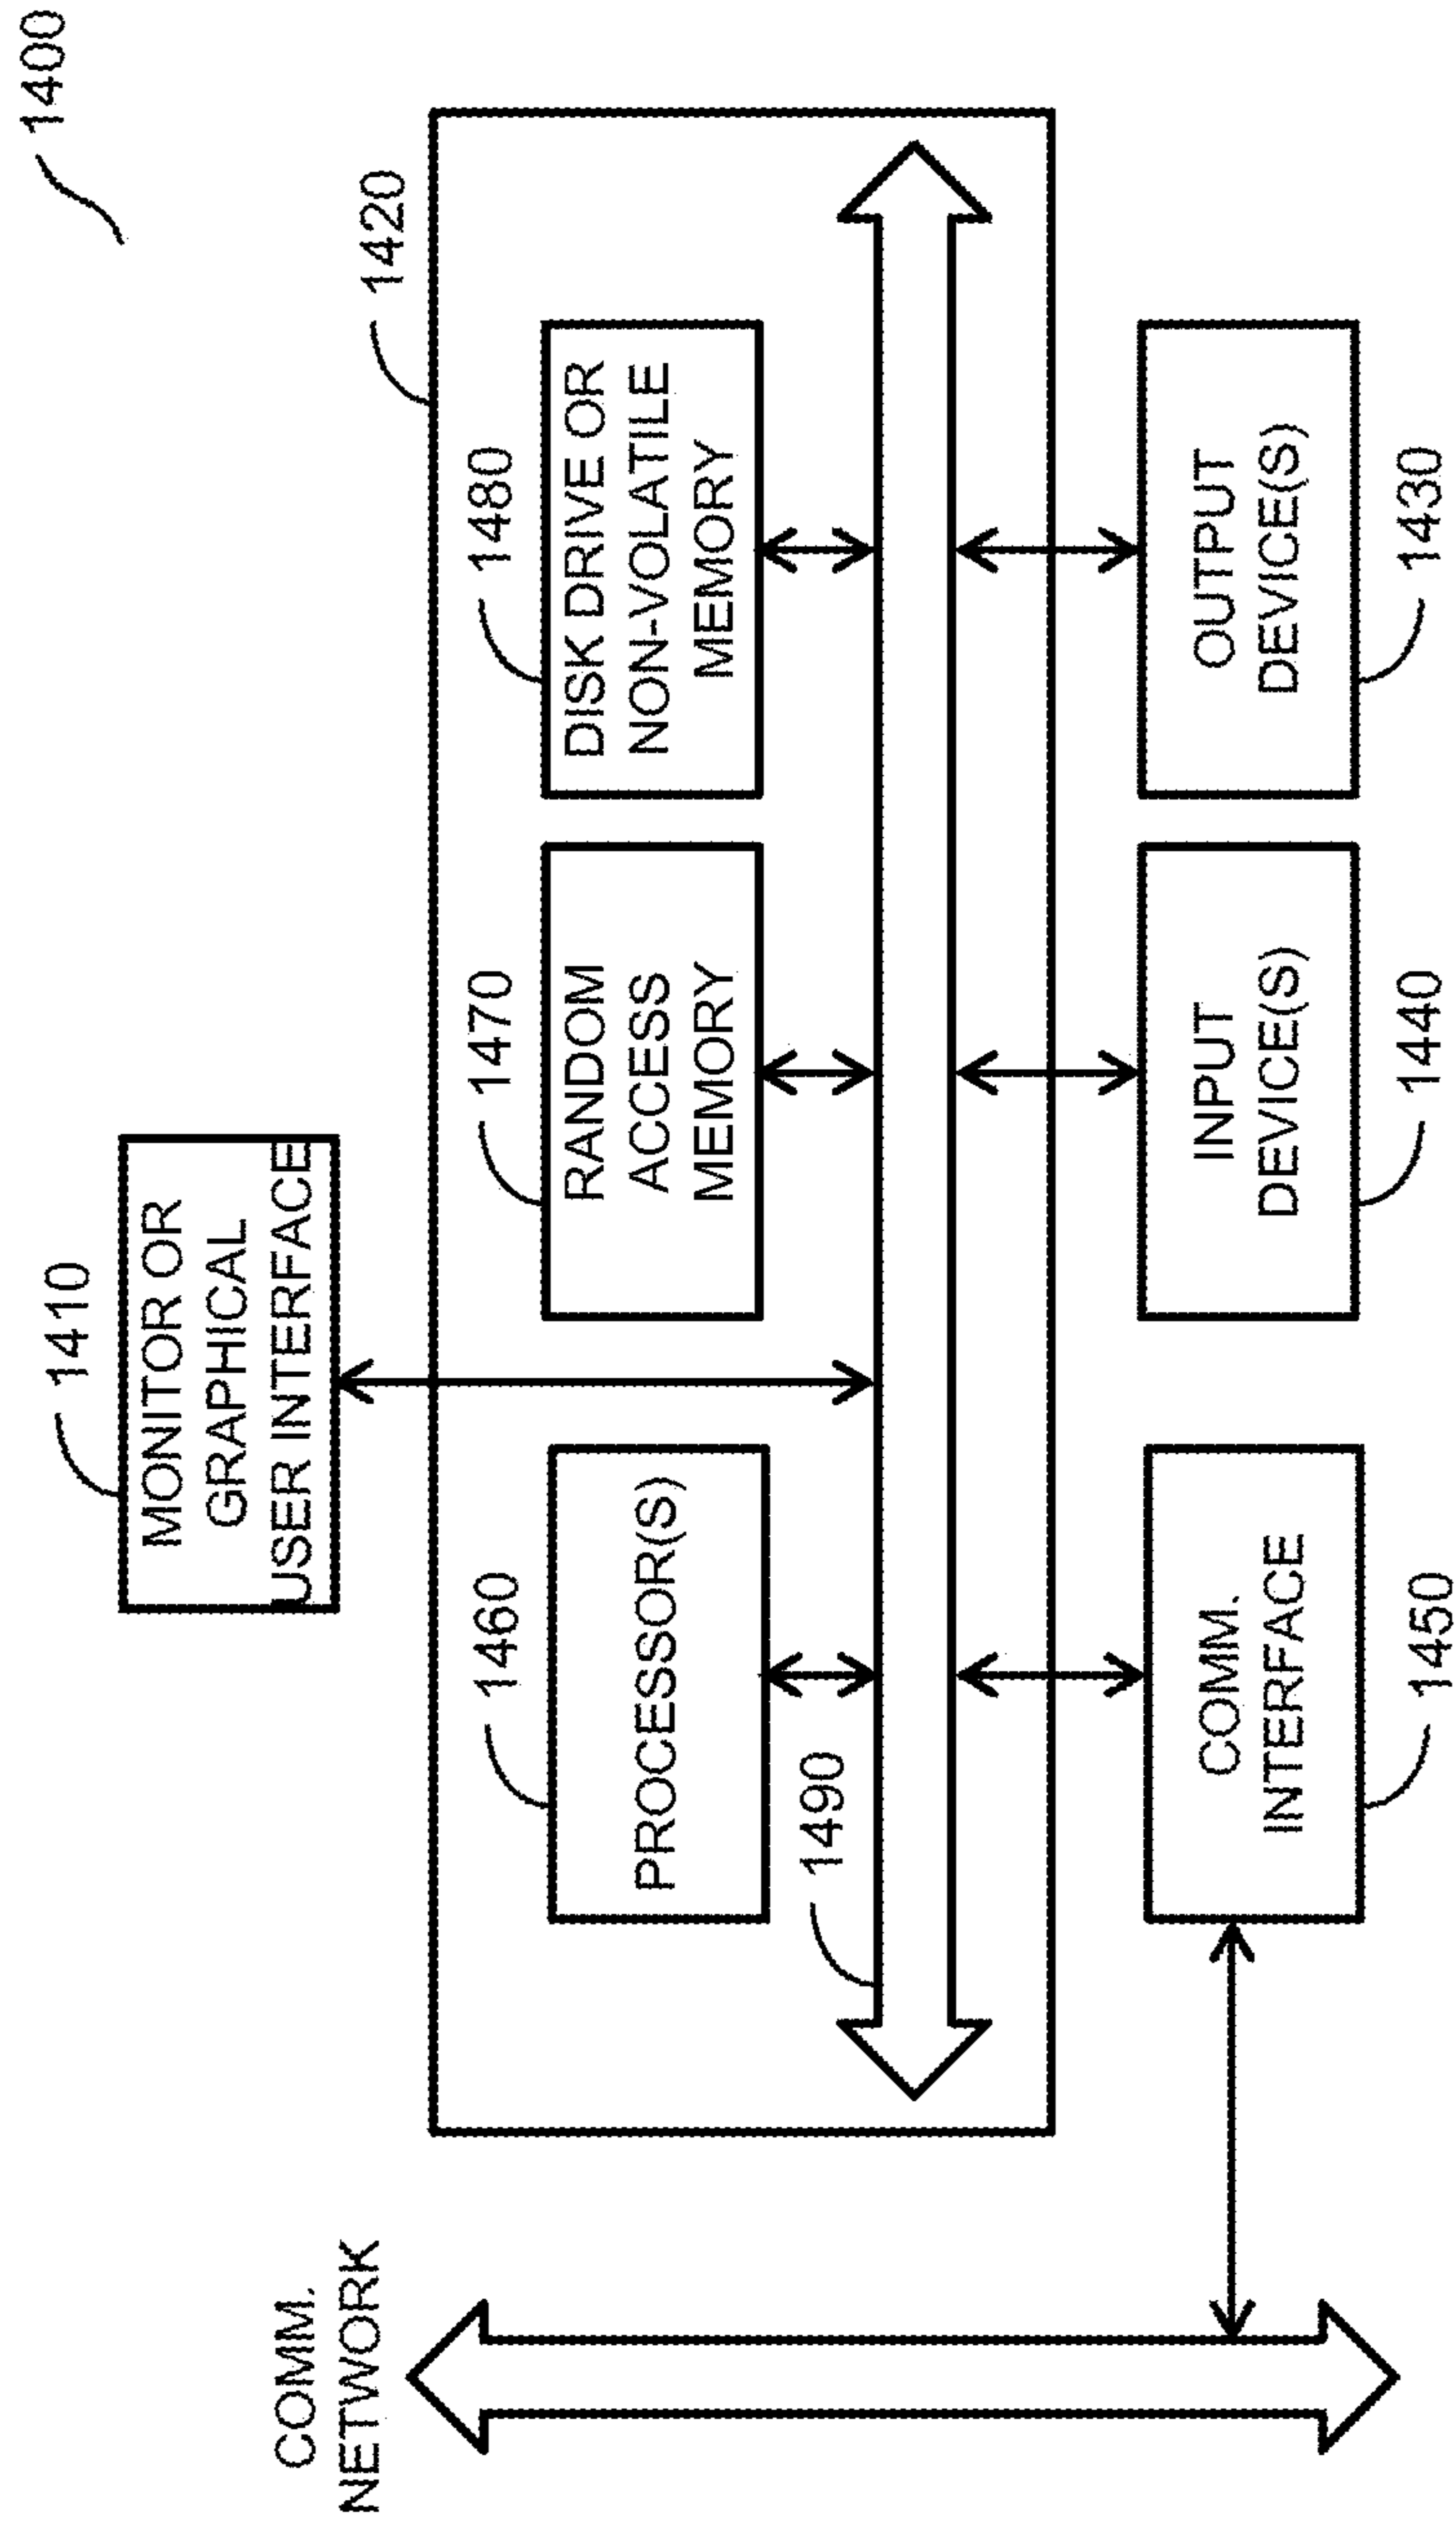 1400
1410
MONITOR OR
GRAPHICAL
USER INTERFACE
1420
COMM.
NETWORK
1460
PROCESSOR(S)
1470
RANDOM
ACCESS
MEMORY
1480
DISK DRIVE OR
NON-VOLATILE
MEMORY
1490
COMM.
INTERFACE
1450
INPUT
DEVICE(S)
1440
OUTPUT
DEVICE(S)
1430